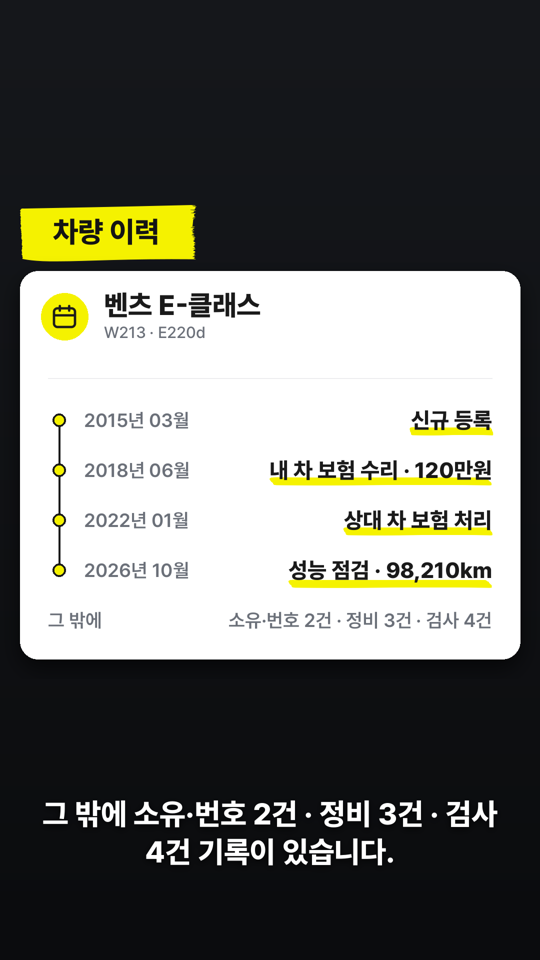 차량 이력
벤츠 E-클래스
W213 · E220d
2015년 03월 신규 등록
2018년 06월 내 차 보험 수리 · 120만원
2022년 01월 상대 차 보험 처리
2026년 10월 성능 점검 · 98,210km
그 밖에 소유·번호 2건 · 정비 3건 · 검사 4건
그 밖에 소유·번호 2건 · 정비 3건 · 검사
4건 기록이 있습니다.